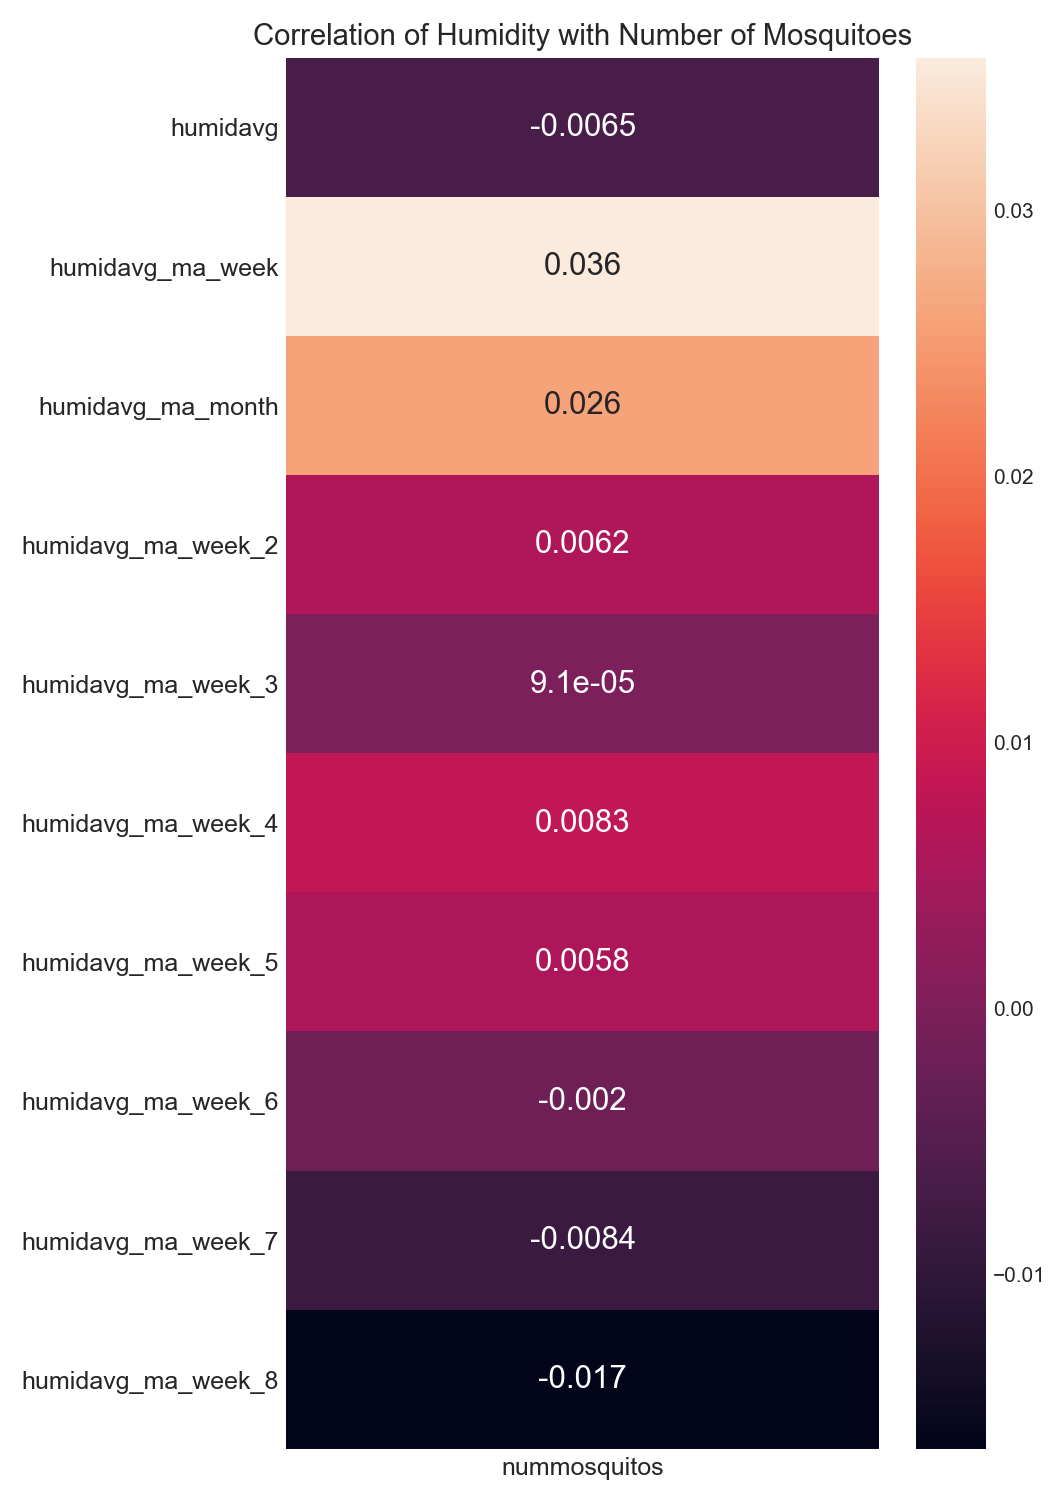 Correlation of Humidity with Number of Mosquitoes
humidavg
-0.0065
humidavg_ma_week
0.036
humidavg_ma_month
0.026
humidavg_ma_week_2
0.0062
humidavg_ma_week_3
9.1e-05
humidavg_ma_week_4
0.0083
humidavg_ma_week_5
0.0058
humidavg_ma_week_6
-0.002
humidavg_ma_week_7
-0.0084
humidavg_ma_week_8
-0.017
nummosquitos
0.03
0.02
0.01
0.00
−0.01